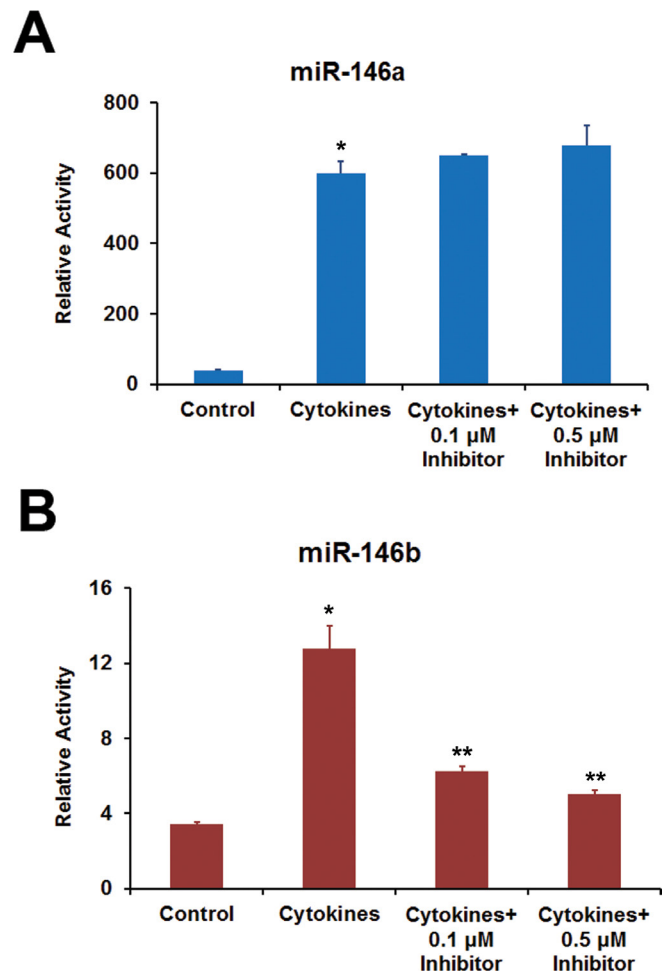 A
miR-146a
Relative Activity
800
600
400
200
0
*
Control
Cytokines
Cytokines+
0.1 µM
Inhibitor
Cytokines+
0.5 µM
Inhibitor
B
miR-146b
Relative Activity
16
12
8
4
0
*
**
**
Control
Cytokines
Cytokines+
0.1 µM
Inhibitor
Cytokines+
0.5 µM
Inhibitor